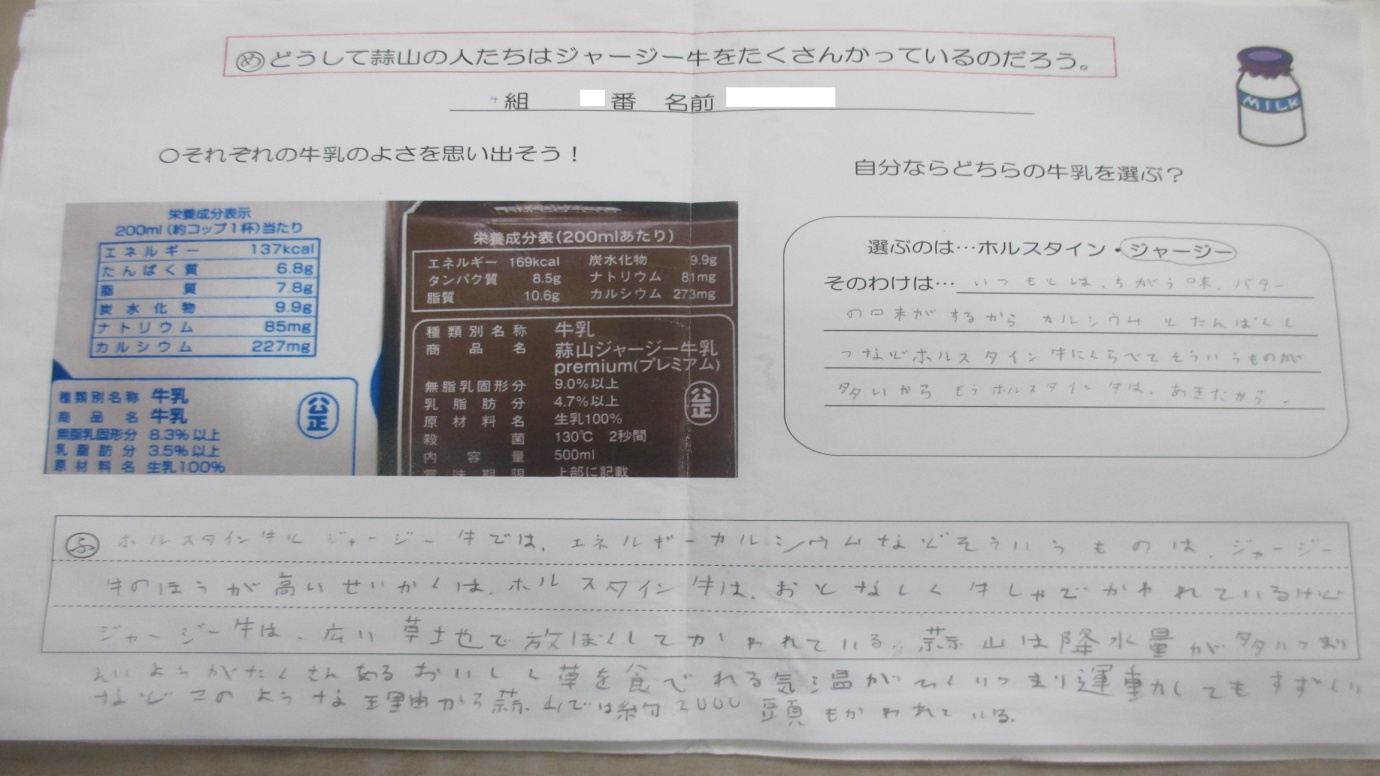 ㋱どうして蒜山の人たちはジャージー牛をたくさんかっているのだろう。
組 番 名前
MILK
○それぞれの牛乳のよさを思い出そう！
栄養成分表示
200ml(約コップ1杯)当たり
エネルギー 137kcal
たんぱく質 6.8g
脂質 7.8g
炭水化物 9.9g
ナトリウム 85mg
カルシウム 227mg
種類別名称 牛乳
商品名 牛乳
無脂乳固形分 8.3%以上
乳脂肪分 3.5%以上
原材料名 生乳100%
公正
栄養成分表(200mlあたり)
エネルギー 169kcal 炭水化物 9.9g
タンパク質 8.5g ナトリウム 81mg
脂質 10.6g カルシウム 273mg
種類別名称 牛乳
商品名 蒜山ジャージー牛乳
premium(プレミアム)
無脂乳固形分 9.0%以上
乳脂肪分 4.7%以上
原材料名 生乳100%
殺菌 130℃ 2秒間
内容量 500ml
賞味期限 上部に記載
公正
自分ならどちらの牛乳を選ぶ？
選ぶのは…ホルスタイン・ジャージー
そのわけは…いつもとは、ちがう味、バター
の味がするから カルシウムとたんぱくし
つなどホルスタイン牛にくらべてそういうものが
多いから もうホルスタイン牛は、あきたから。
㋫ ホルスタイン牛とジャージー牛では、エネルギーカルシウムなどそういうものは、ジャージー
牛のほうが高いせいかくは、ホルスタイン牛は、おとなしく牛しゃでかわれているけど
ジャージー牛は、広い草地で放ぼくしてかわれている。蒜山は降水量が多いつまり
えいようがたくさんあるおいしく草を食べれる気温がひくいつまり運動かしてもすずしい
などこのような理由から蒜山では約2000頭もかわれている。